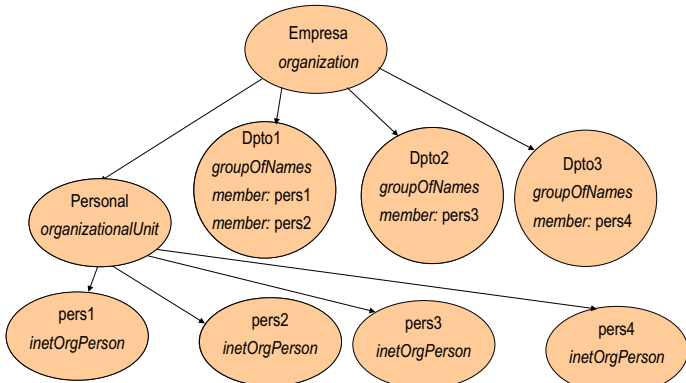 Empresa
organization
Dpto1
groupOfNames
member: pers1
member: pers2
Dpto2
groupOfNames
member: pers3
Dpto3
groupOfNames
member: pers4
Personal
organizationalUnit
pers1
inetOrgPerson
pers2
inetOrgPerson
pers3
inetOrgPerson
pers4
inetOrgPerson